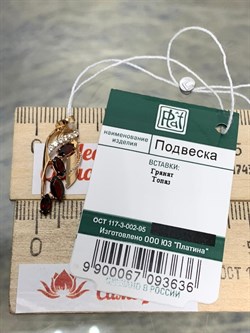 наименование
изделия
Подвеска
ВСТАВКИ:
Гранат
Топаз
ОСТ 117-3-002-95
Изготовлено ООО ЮЗ "Платина"
9 900067 093636
СДЕЛАНО В РОССИИ